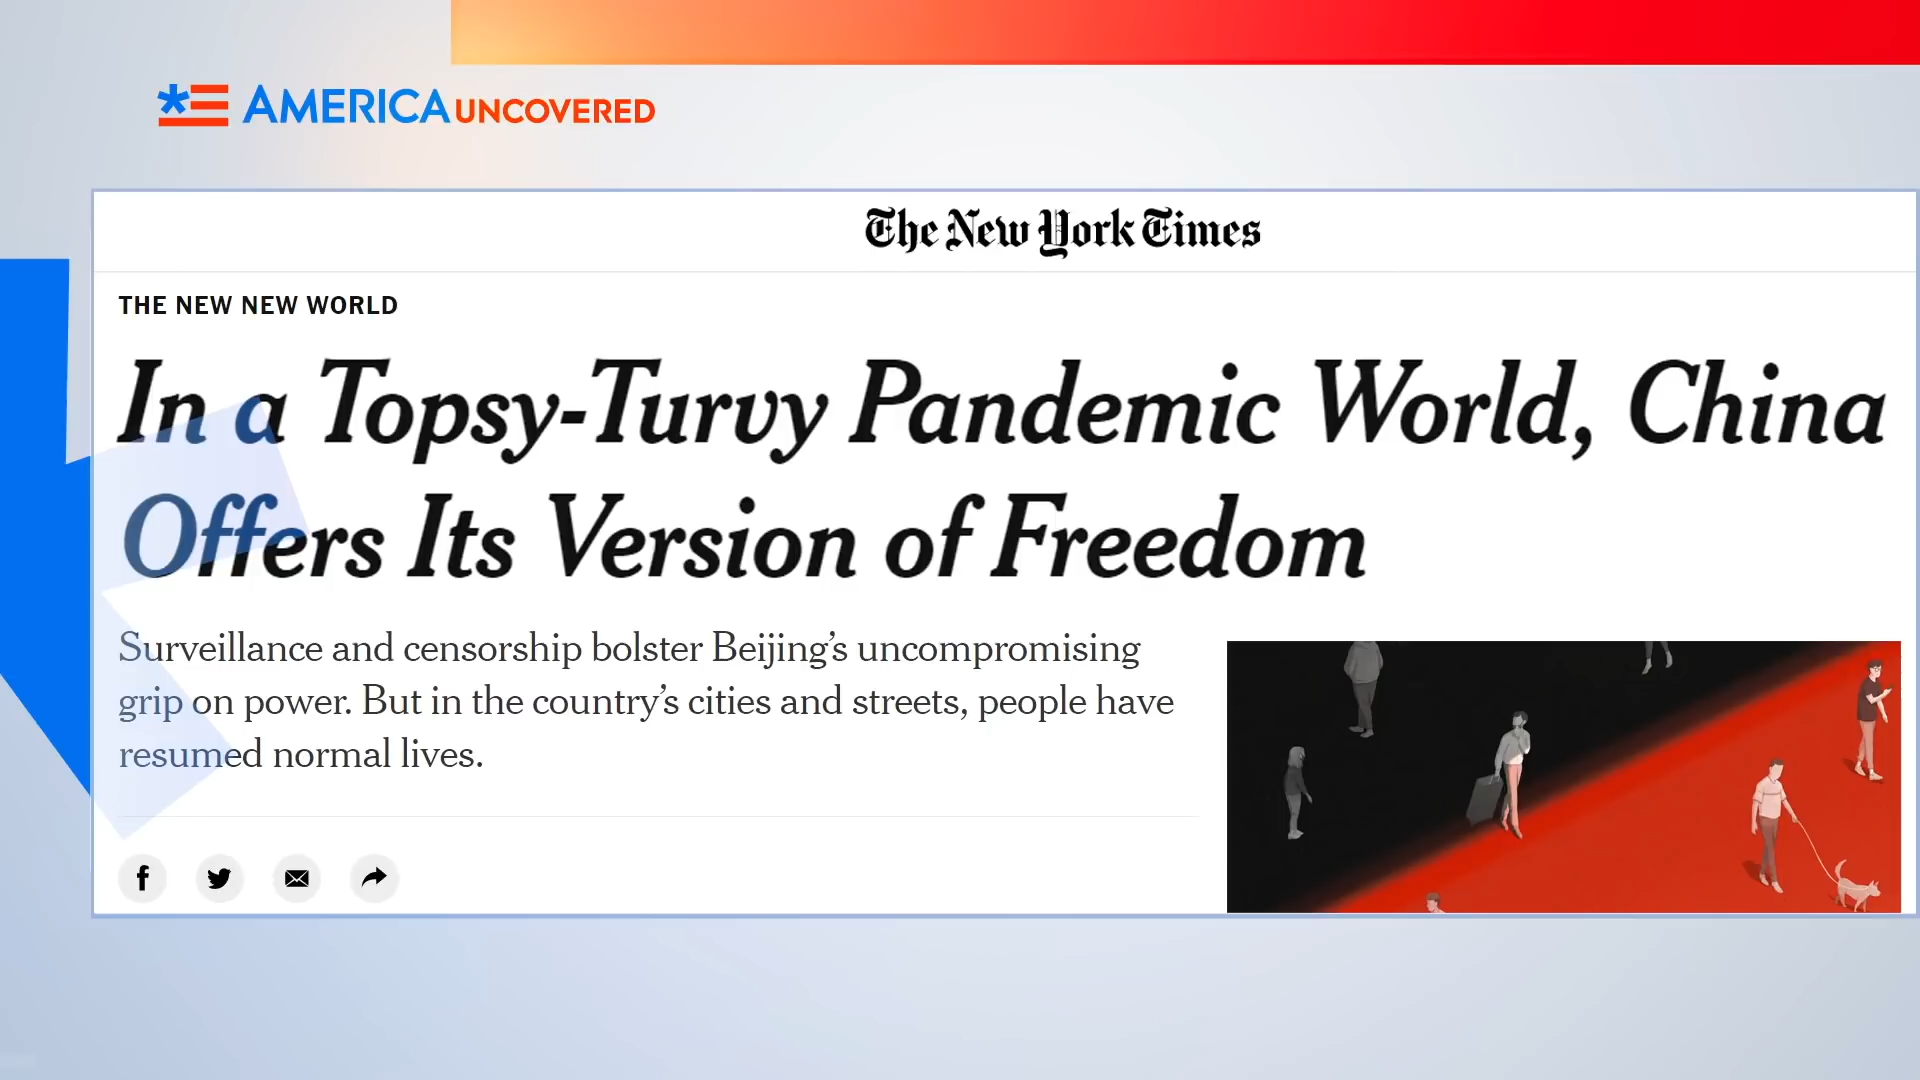 AMERICA UNCOVERED
The New York Times
THE NEW NEW WORLD
In a Topsy-Turvy Pandemic World, China
Offers Its Version of Freedom
Surveillance and censorship bolster Beijing’s uncompromising
grip on power. But in the country’s cities and streets, people have
resumed normal lives.